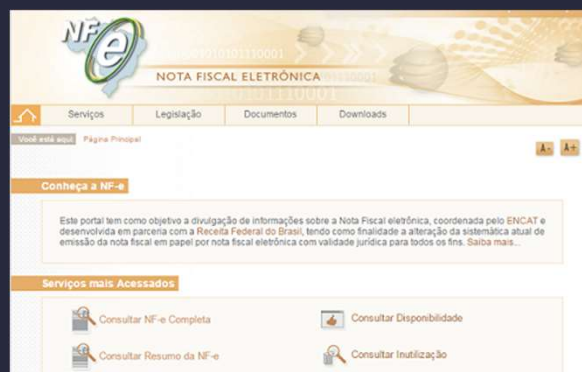 NFe
NOTA FISCAL ELETRÔNICA
Serviços Legislação Documentos Downloads
Você está aqui: Página Principal
A- A+
Conheça a NF-e
Este portal tem como objetivo a divulgação de informações sobre a Nota Fiscal eletrônica, coordenada pelo ENCAT e
desenvolvida em parceria com a Receita Federal do Brasil, tendo como finalidade a alteração da sistemática atual de
emissão da nota fiscal em papel por nota fiscal eletrônica com validade jurídica para todos os fins. Saiba mais...
Serviços mais Acessados
Consultar NF-e Completa Consultar Disponibilidade
Consultar Resumo da NF-e Consultar Inutilização